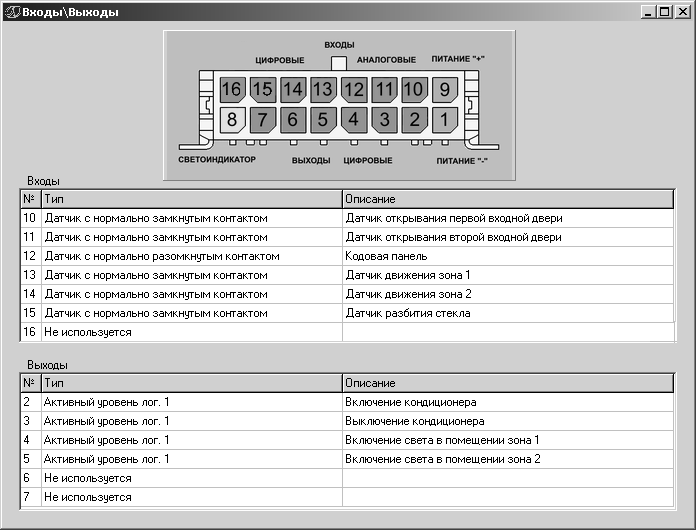 Входы\Выходы
ВХОДЫ
ЦИФРОВЫЕ АНАЛОГОВЫЕ ПИТАНИЕ "+"
16 15 14 13 12 11 10 9
8 7 6 5 4 3 2 1
СВЕТОИНДИКАТОР ВЫХОДЫ ЦИФРОВЫЕ ПИТАНИЕ "-"
Входы
№ Тип Описание
10 Датчик с нормально замкнутым контактом Датчик открывания первой входной двери
11 Датчик с нормально замкнутым контактом Датчик открывания второй входной двери
12 Датчик с нормально разомкнутым контактом Кодовая панель
13 Датчик с нормально замкнутым контактом Датчик движения зона 1
14 Датчик с нормально замкнутым контактом Датчик движения зона 2
15 Датчик с нормально замкнутым контактом Датчик разбития стекла
16 Не используется
Выходы
№ Тип Описание
2 Активный уровень лог. 1 Включение кондиционера
3 Активный уровень лог. 1 Выключение кондиционера
4 Активный уровень лог. 1 Включение света в помещении зона 1
5 Активный уровень лог. 1 Включение света в помещении зона 2
6 Не используется
7 Не используется